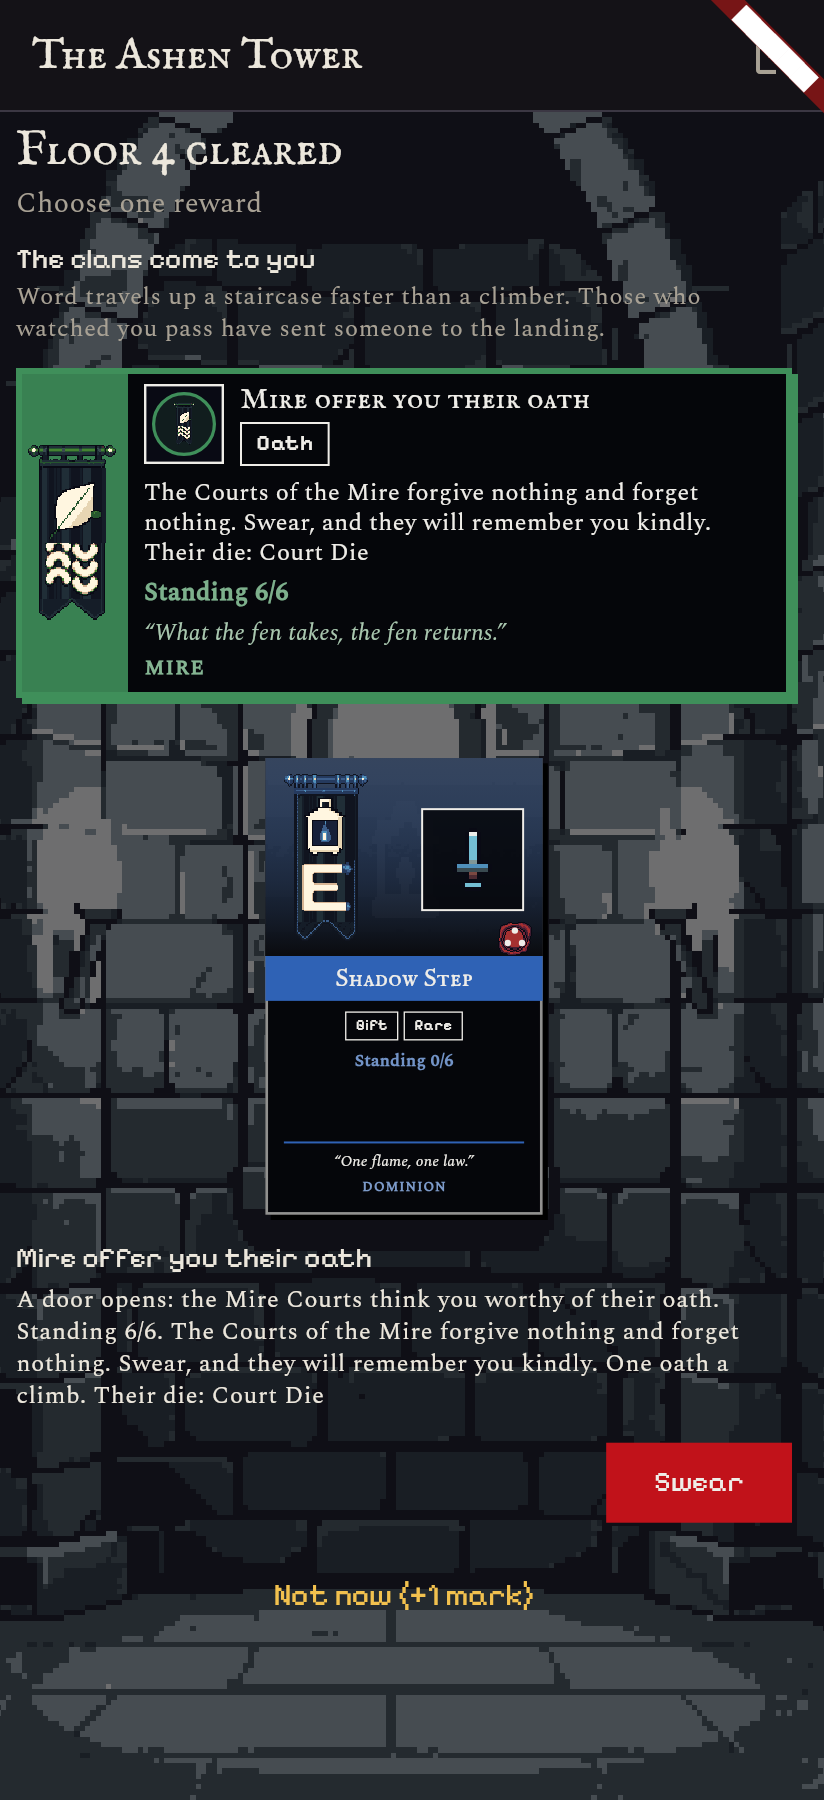 The Ashen Tower
Floor 4 cleared
Choose one reward
The clans come to you
Word travels up a staircase faster than a climber. Those who
watched you pass have sent someone to the landing.
Mire offer you their oath
Oath
The Courts of the Mire forgive nothing and forget
nothing. Swear, and they will remember you kindly.
Their die: Court Die
Standing 6/6
“What the fen takes, the fen returns.”
MIRE
E
Shadow Step
Gift Rare
Standing 0/6
“One flame, one law.”
DOMINION
Mire offer you their oath
A door opens: the Mire Courts think you worthy of their oath.
Standing 6/6. The Courts of the Mire forgive nothing and forget
nothing. Swear, and they will remember you kindly. One oath a
climb. Their die: Court Die
Swear
Not now (+1 mark)